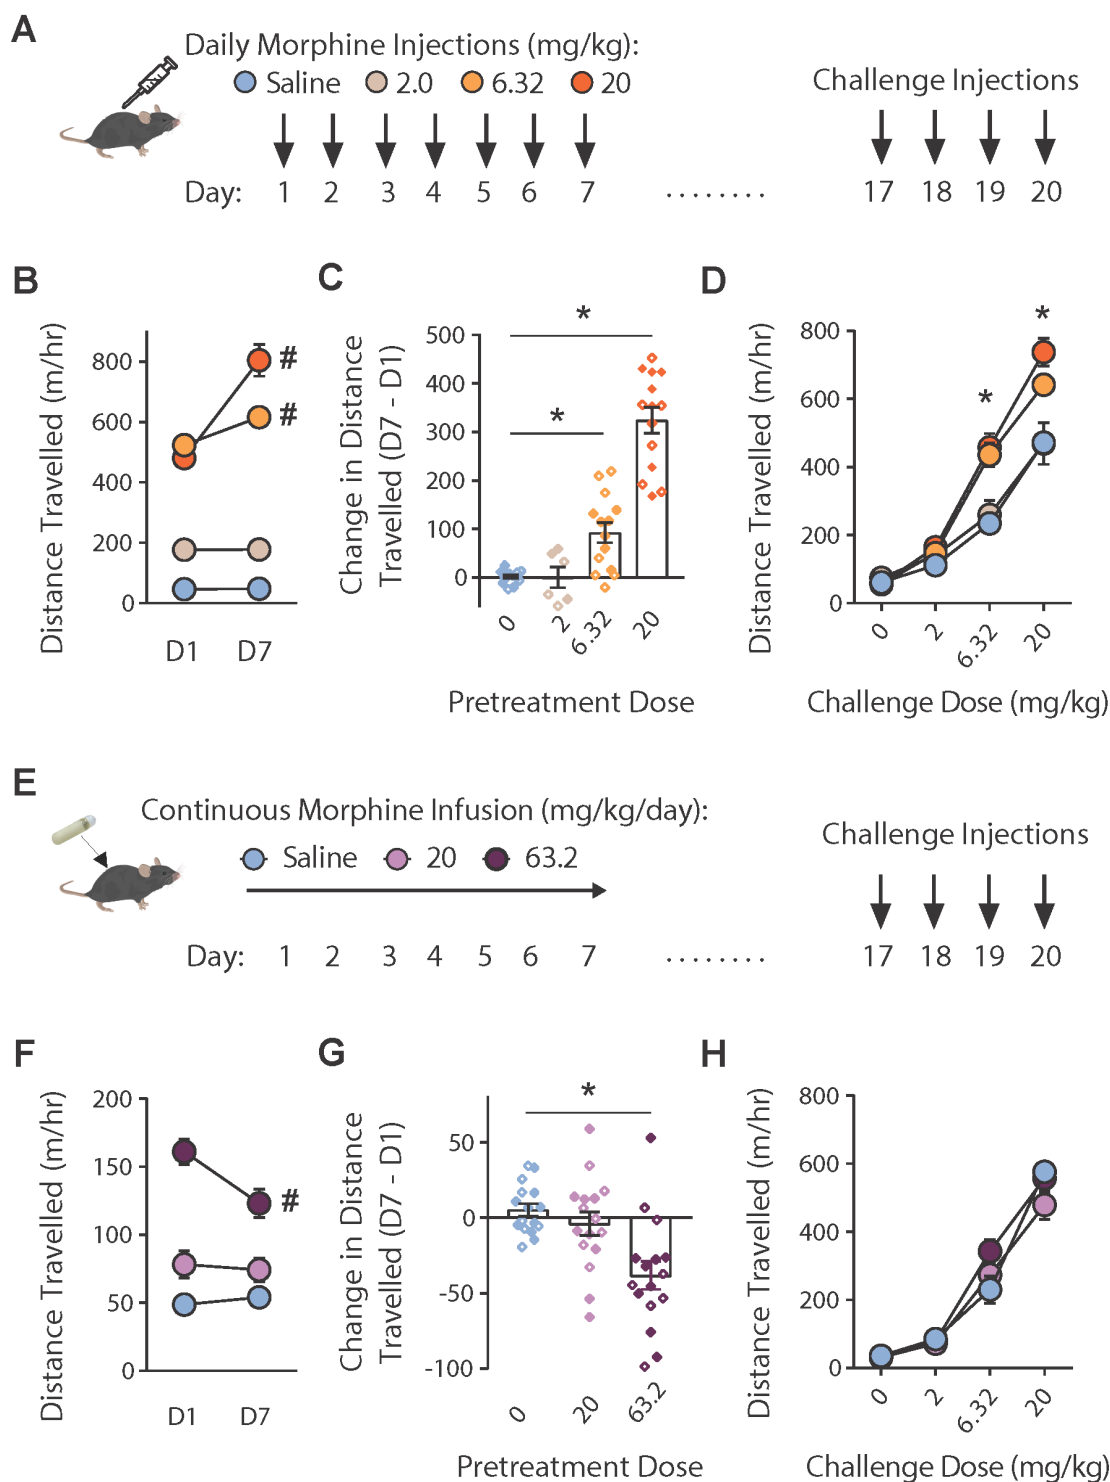 A
Daily Morphine Injections (mg/kg):
Saline 2.0 6.32 20
Challenge Injections
Day: 1 2 3 4 5 6 7 ........ 17 18 19 20
B
Distance Travelled (m/hr)
800
600
400
200
0
D1 D7
#
#
C
Change in Distance
Travelled (D7 - D1)
500
400
300
200
100
0
*
*
0 2 6.32 20
Pretreatment Dose
D
Distance Travelled (m/hr)
800
600
400
200
0
*
*
0 2 6.32 20
Challenge Dose (mg/kg)
E
Continuous Morphine Infusion (mg/kg/day):
Saline 20 63.2
Challenge Injections
Day: 1 2 3 4 5 6 7 ........ 17 18 19 20
F
Distance Travelled (m/hr)
200
150
100
50
0
D1 D7
#
G
Change in Distance
Travelled (D7 - D1)
50
0
-50
-100
*
0 20 63.2
Pretreatment Dose
H
Distance Travelled (m/hr)
800
600
400
200
0
0 2 6.32 20
Challenge Dose (mg/kg)